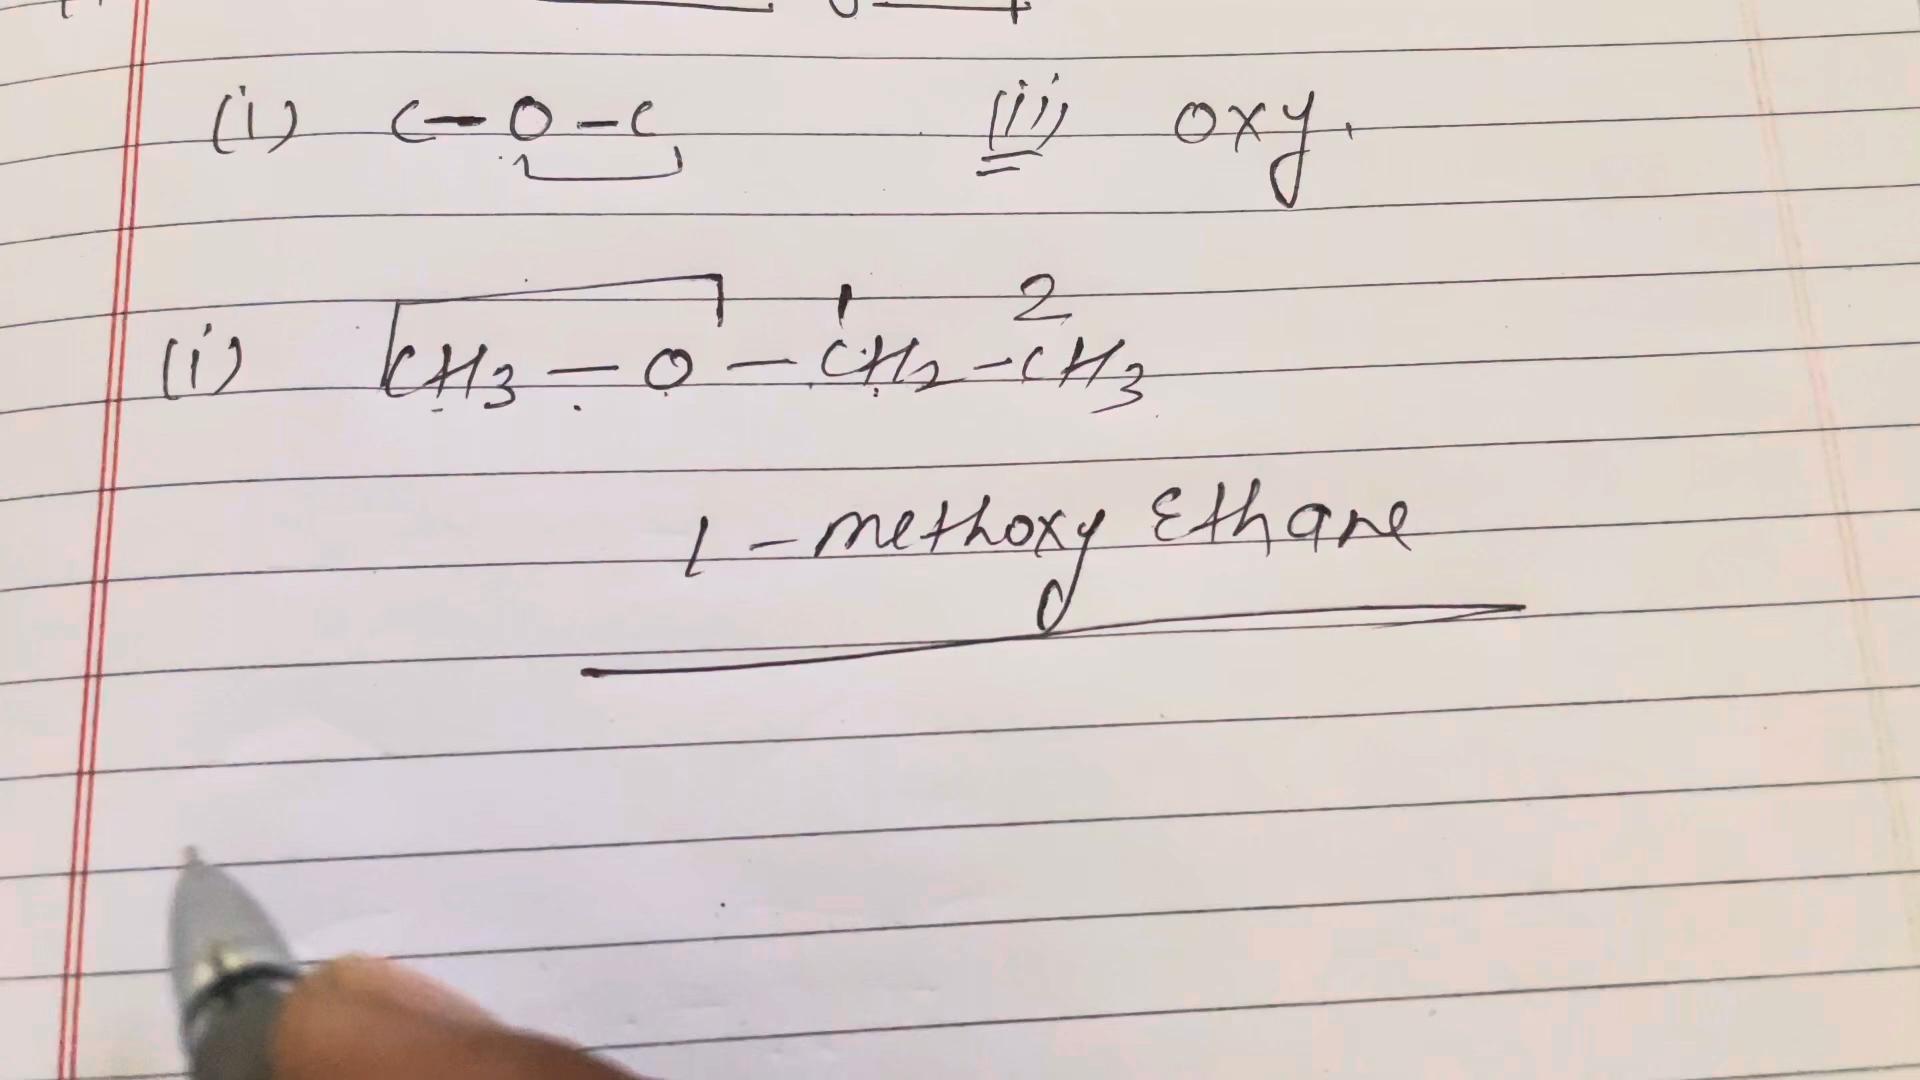 (i) C-O-C (ii) oxy.
1 2
(i) CH3-O-CH2-CH3
1-methoxy Ethane